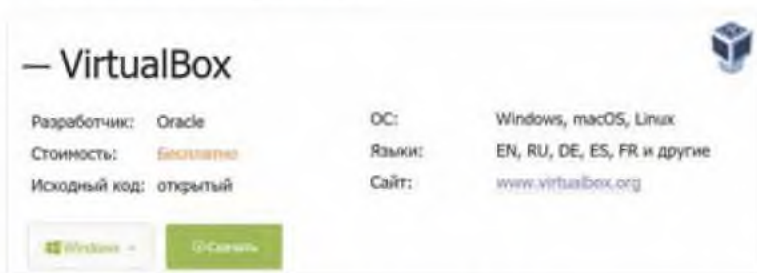 — VirtualBox
Разработчик: Oracle
Стоимость: Бесплатно
Исходный код: открытый
ОС: Windows, macOS, Linux
Языки: EN, RU, DE, ES, FR и другие
Сайт: www.virtualbox.org
Windows
Скачать